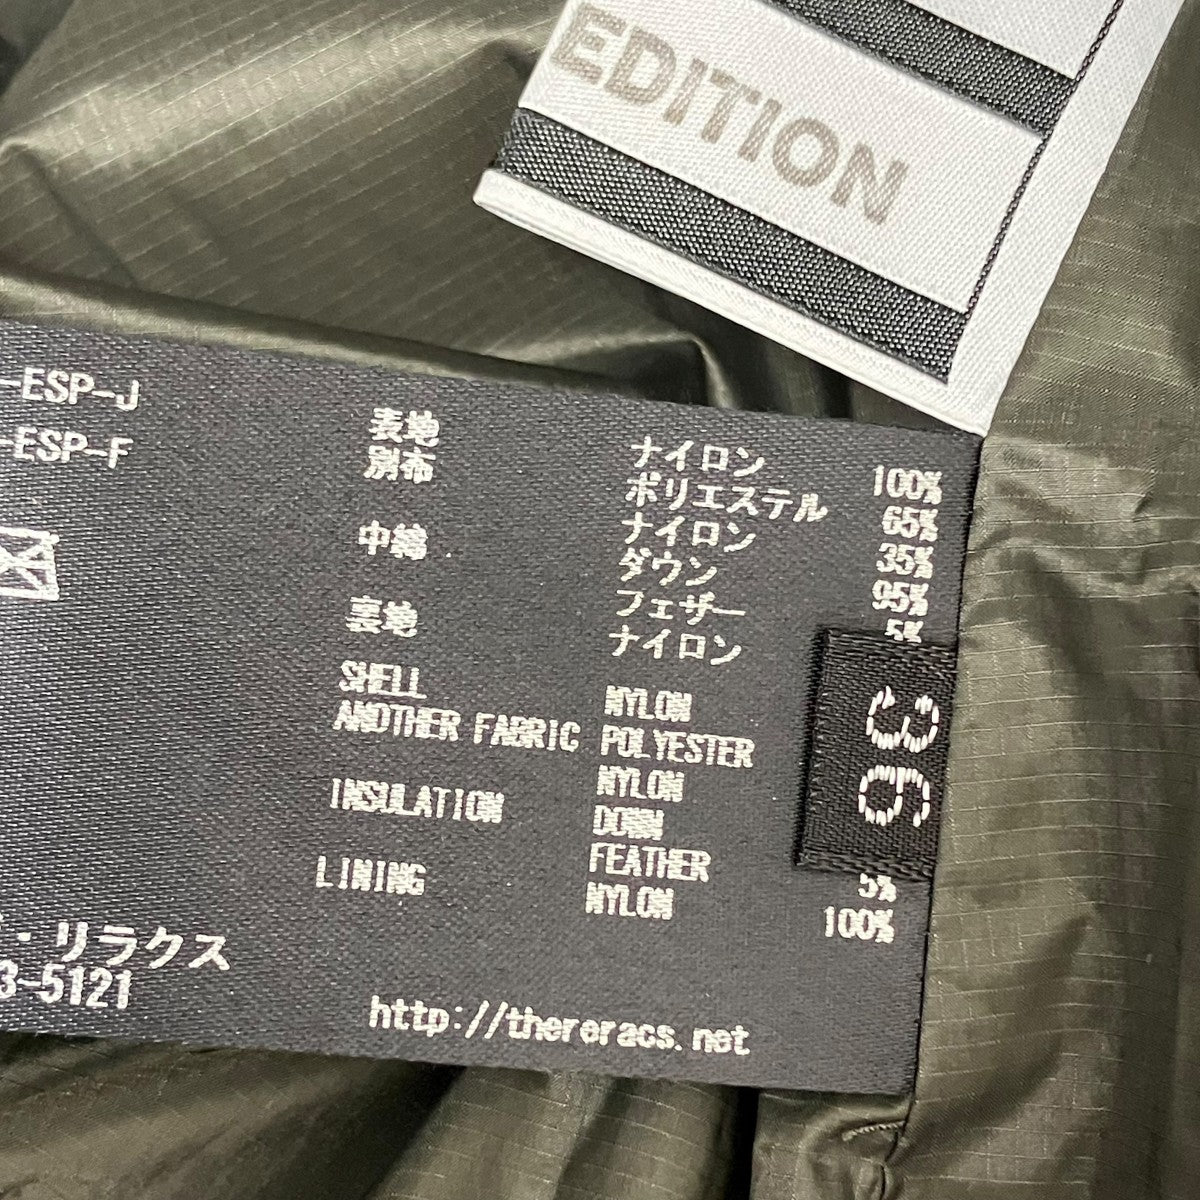 EDITION
-ESP-J
-ESP-F
表地 ナイロン 100%
別布 ポリエステル 65%
ナイロン 35%
中綿 ダウン 95%
フェザー 5%
裏地 ナイロン
SHELL NYLON
ANOTHER FABRIC POLYESTER
NYLON
INSULATION DOWN
FEATHER 5%
LINING NYLON 100%
36
・リラクス
3-5121
http://thereracs.net